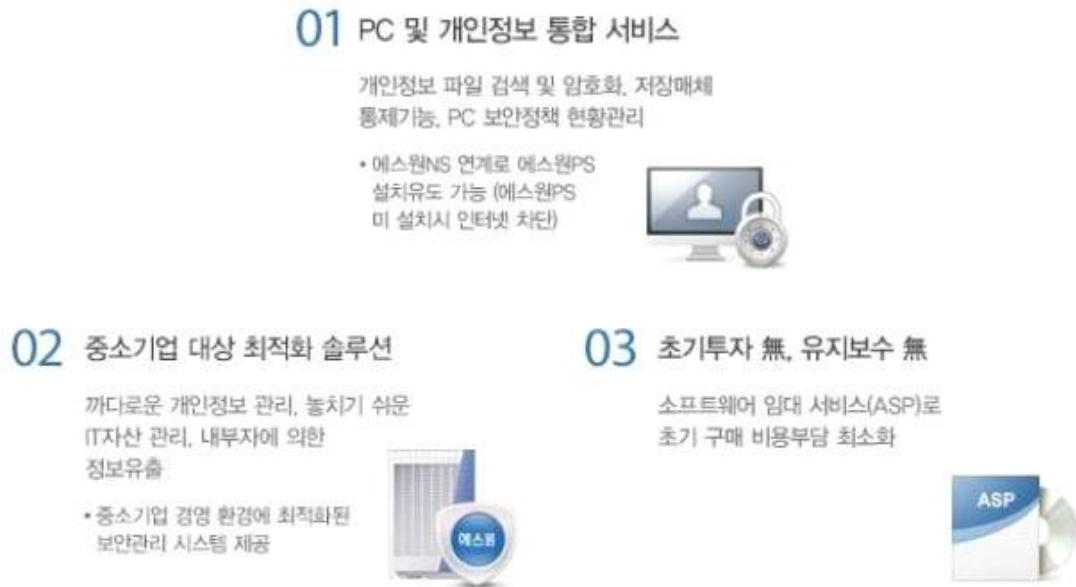 01 PC 및 개인정보 통합 서비스
개인정보 파일 검색 및 암호화, 저장매체
통제가능, PC 보안정책 현황관리
• 에스원NS 연계로 에스원PS
설치유도 가능 (에스원PS
미 설치시 인터넷 차단)
02 중소기업 대상 최적화 솔루션
까다로운 개인정보 관리, 놓치기 쉬운
IT자산 관리, 내부자에 의한
정보유출
• 중소기업 경영 환경에 최적화된
보안관리 시스템 제공
에스원
03 초기투자 無, 유지보수 無
소프트웨어 임대 서비스(ASP)로
초기 구매 비용부담 최소화
ASP